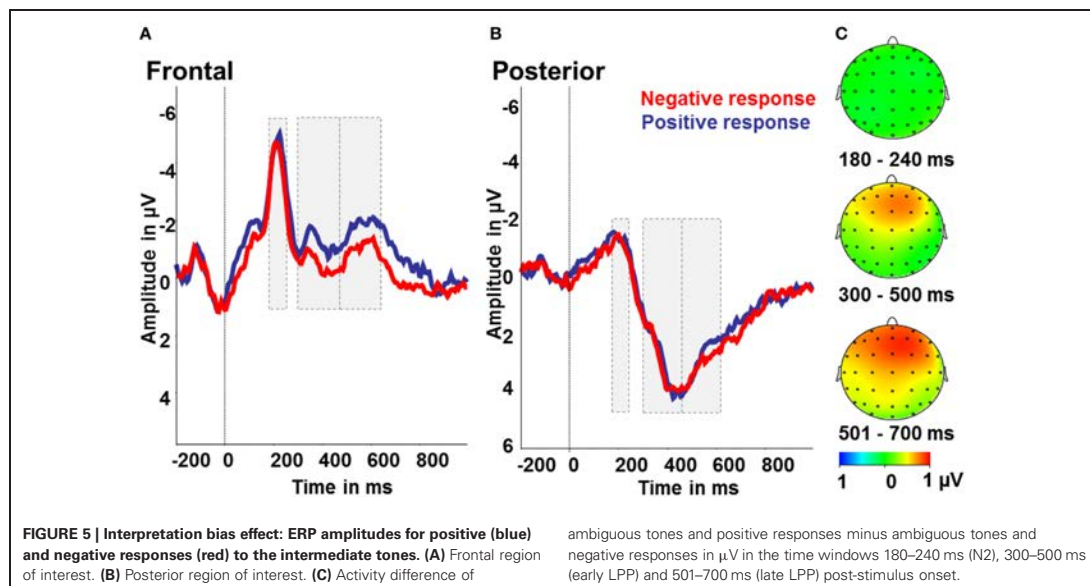 A
B
C
Frontal
Posterior
Negative response
Positive response
-6
-4
-2
0
2
4
Amplitude in µV
-200 0 200 400 600 800
Time in ms
-6
-4
-2
0
2
4
6
Amplitude in µV
-200 0 200 400 600 800
Time in ms
180 - 240 ms
300 - 500 ms
501 - 700 ms
1 0 1 µV
FIGURE 5 | Interpretation bias effect: ERP amplitudes for positive (blue)
and negative responses (red) to the intermediate tones. (A) Frontal region
of interest. (B) Posterior region of interest. (C) Activity difference of
ambiguous tones and positive responses minus ambiguous tones and
negative responses in µV in the time windows 180–240 ms (N2), 300–500 ms
(early LPP) and 501–700 ms (late LPP) post-stimulus onset.